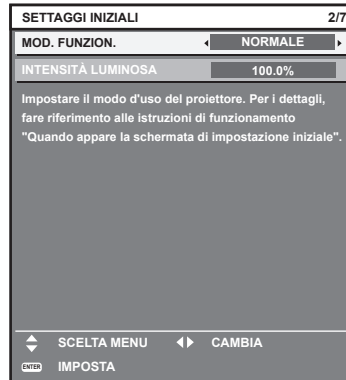 SETTAGGI INIZIALI 2/7
MOD. FUNZION. NORMALE
INTENSITÀ LUMINOSA 100.0%
Impostare il modo d'uso del proiettore. Per i dettagli,
fare riferimento alle istruzioni di funzionamento
"Quando appare la schermata di impostazione iniziale".
SCELTA MENU CAMBIA
ENTER IMPOSTA